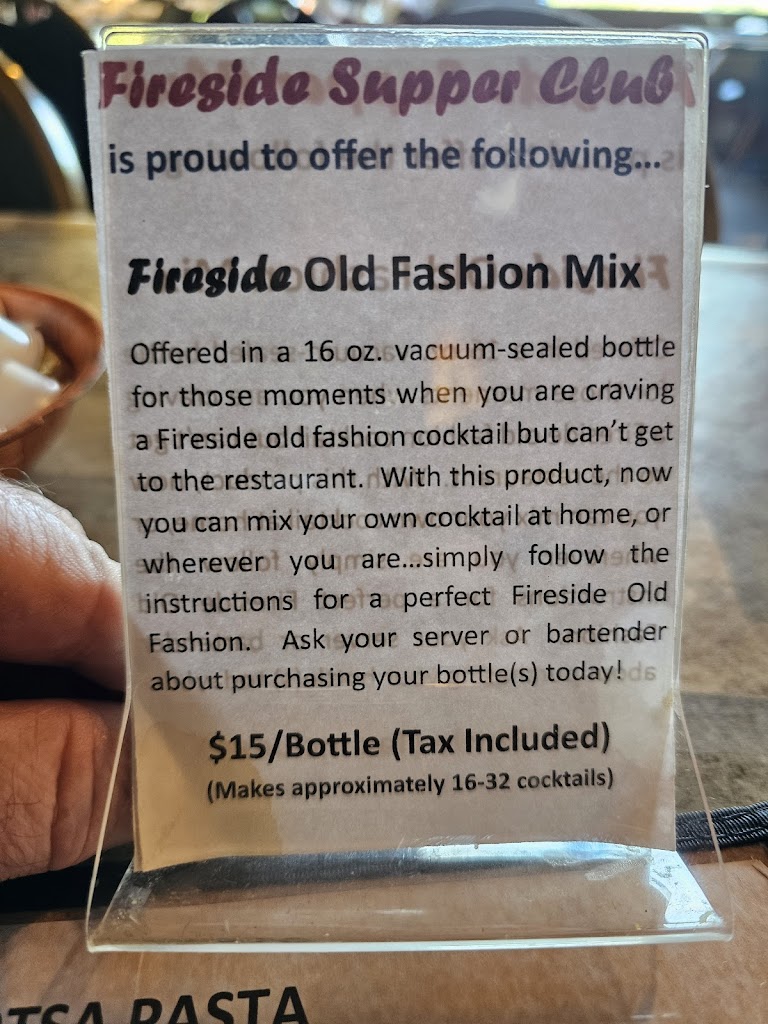 Fireside Supper Club
is proud to offer the following...
Fireside Old Fashion Mix
Offered in a 16 oz. vacuum-sealed bottle
for those moments when you are craving
a Fireside old fashion cocktail but can't get
to the restaurant. With this product, now
you can mix your own cocktail at home, or
wherever you are...simply follow the
instructions for a perfect Fireside Old
Fashion. Ask your server or bartender
about purchasing your bottle(s) today!
$15/Bottle (Tax Included)
(Makes approximately 16-32 cocktails)
PASTA